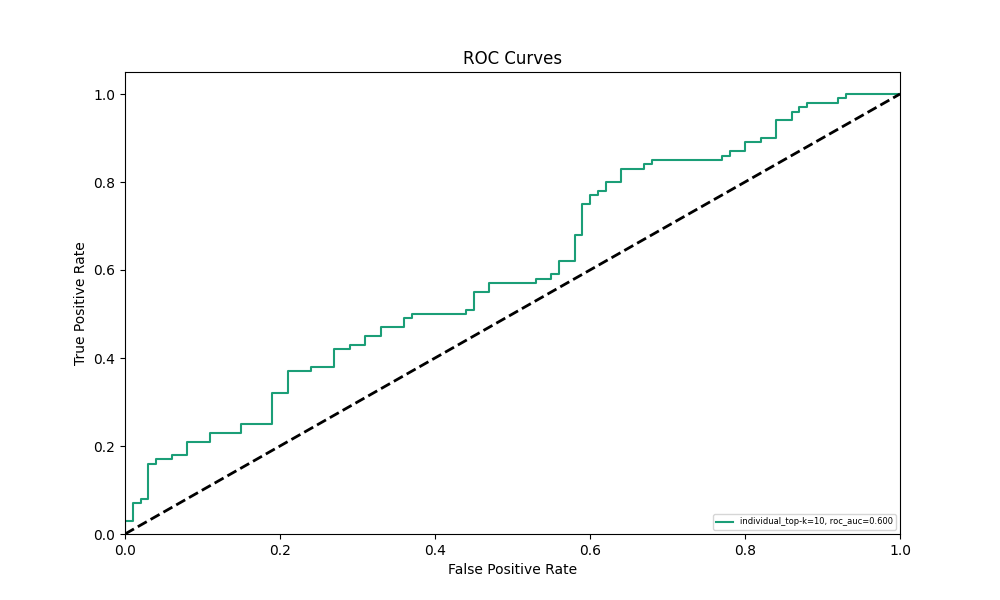 ROC Curves
True Positive Rate
1.0
0.8
0.6
0.4
0.2
0.0
0.0 0.2 0.4 0.6 0.8 1.0
False Positive Rate
individual_top-k=10, roc_auc=0.600